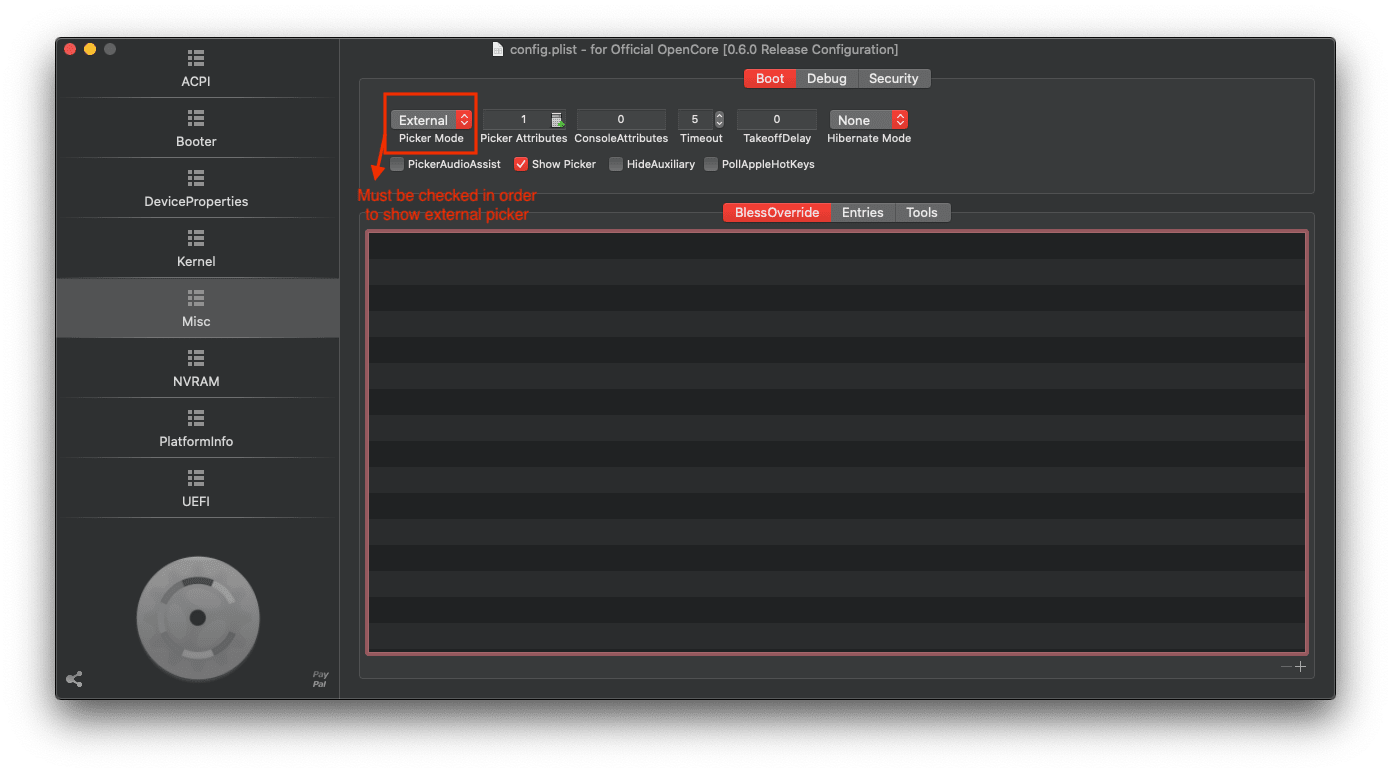 config.plist - for Official OpenCore [0.6.0 Release Configuration]
ACPI
Booter
DeviceProperties
Kernel
Misc
NVRAM
PlatformInfo
UEFI
Pay
Pal
Boot Debug Security
External 1 0 5 0 None
Picker Mode Picker Attributes ConsoleAttributes Timeout TakeoffDelay Hibernate Mode
PickerAudioAssist Show Picker HideAuxiliary PollAppleHotKeys
Must be checked in order
to show external picker
BlessOverride Entries Tools